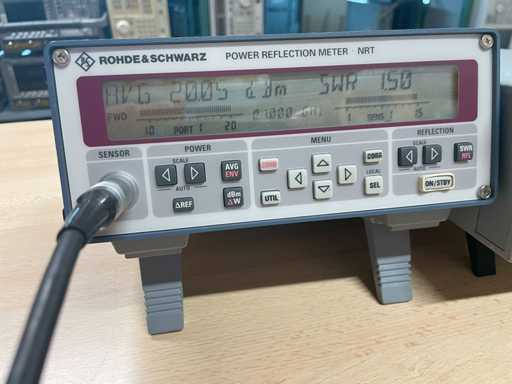 ROHDE&SCHWARZ POWER REFLECTION METER · NRT
AVG 20.05 dBm SWR 1.50
FWD
10 PORT 1 20 1 SENS 1 15
SENSOR POWER MENU REFLECTION
SCALE AVG ENV CONF SCALE SWR RFL
AUTO LOCAL AUTO
ΔREF dBm ΔW UTIL SEL ON/STBY